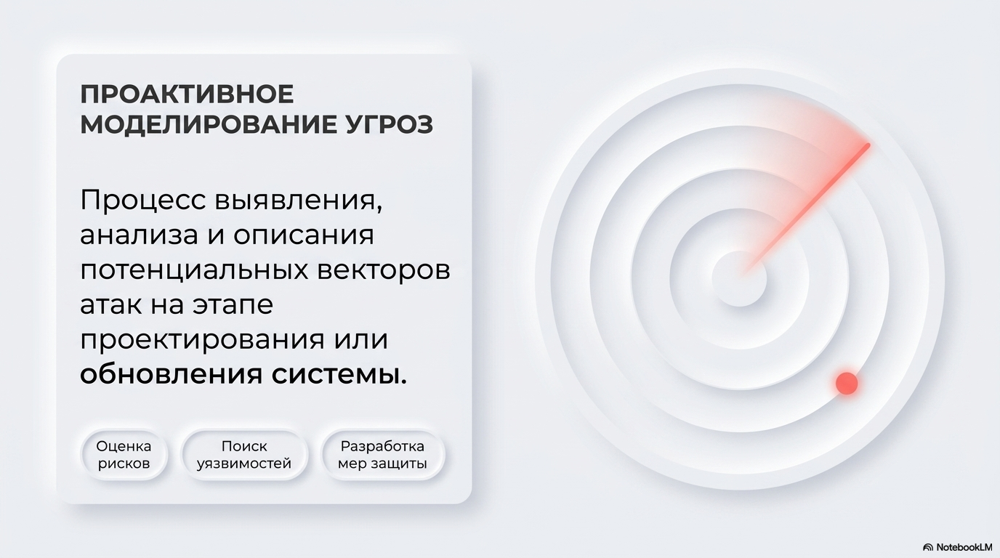 ПРОАКТИВНОЕ
МОДЕЛИРОВАНИЕ УГРОЗ
Процесс выявления,
анализа и описания
потенциальных векторов
атак на этапе
проектирования или
обновления системы.
Оценка
рисков
Поиск
уязвимостей
Разработка
мер защиты
NotebookLM